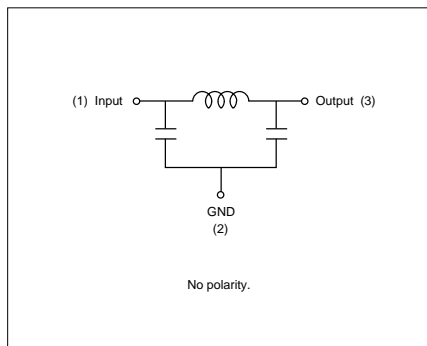 (1) Input
Output (3)
GND
(2)
No polarity.